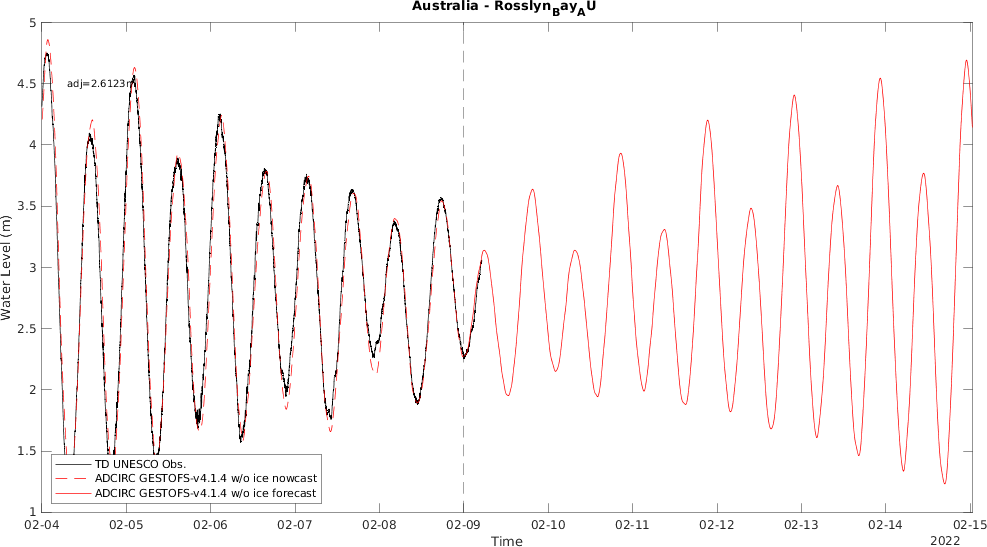 Australia - Rosslyn_Bay_AU
adj=2.6123m
5
4.5
4
3.5
3
2.5
2
1.5
1
Water Level (m)
TD UNESCO Obs.
ADCIRC GESTOFS-v4.1.4 w/o ice nowcast
ADCIRC GESTOFS-v4.1.4 w/o ice forecast
02-04 02-05 02-06 02-07 02-08 02-09 02-10 02-11 02-12 02-13 02-14 02-15
Time
2022